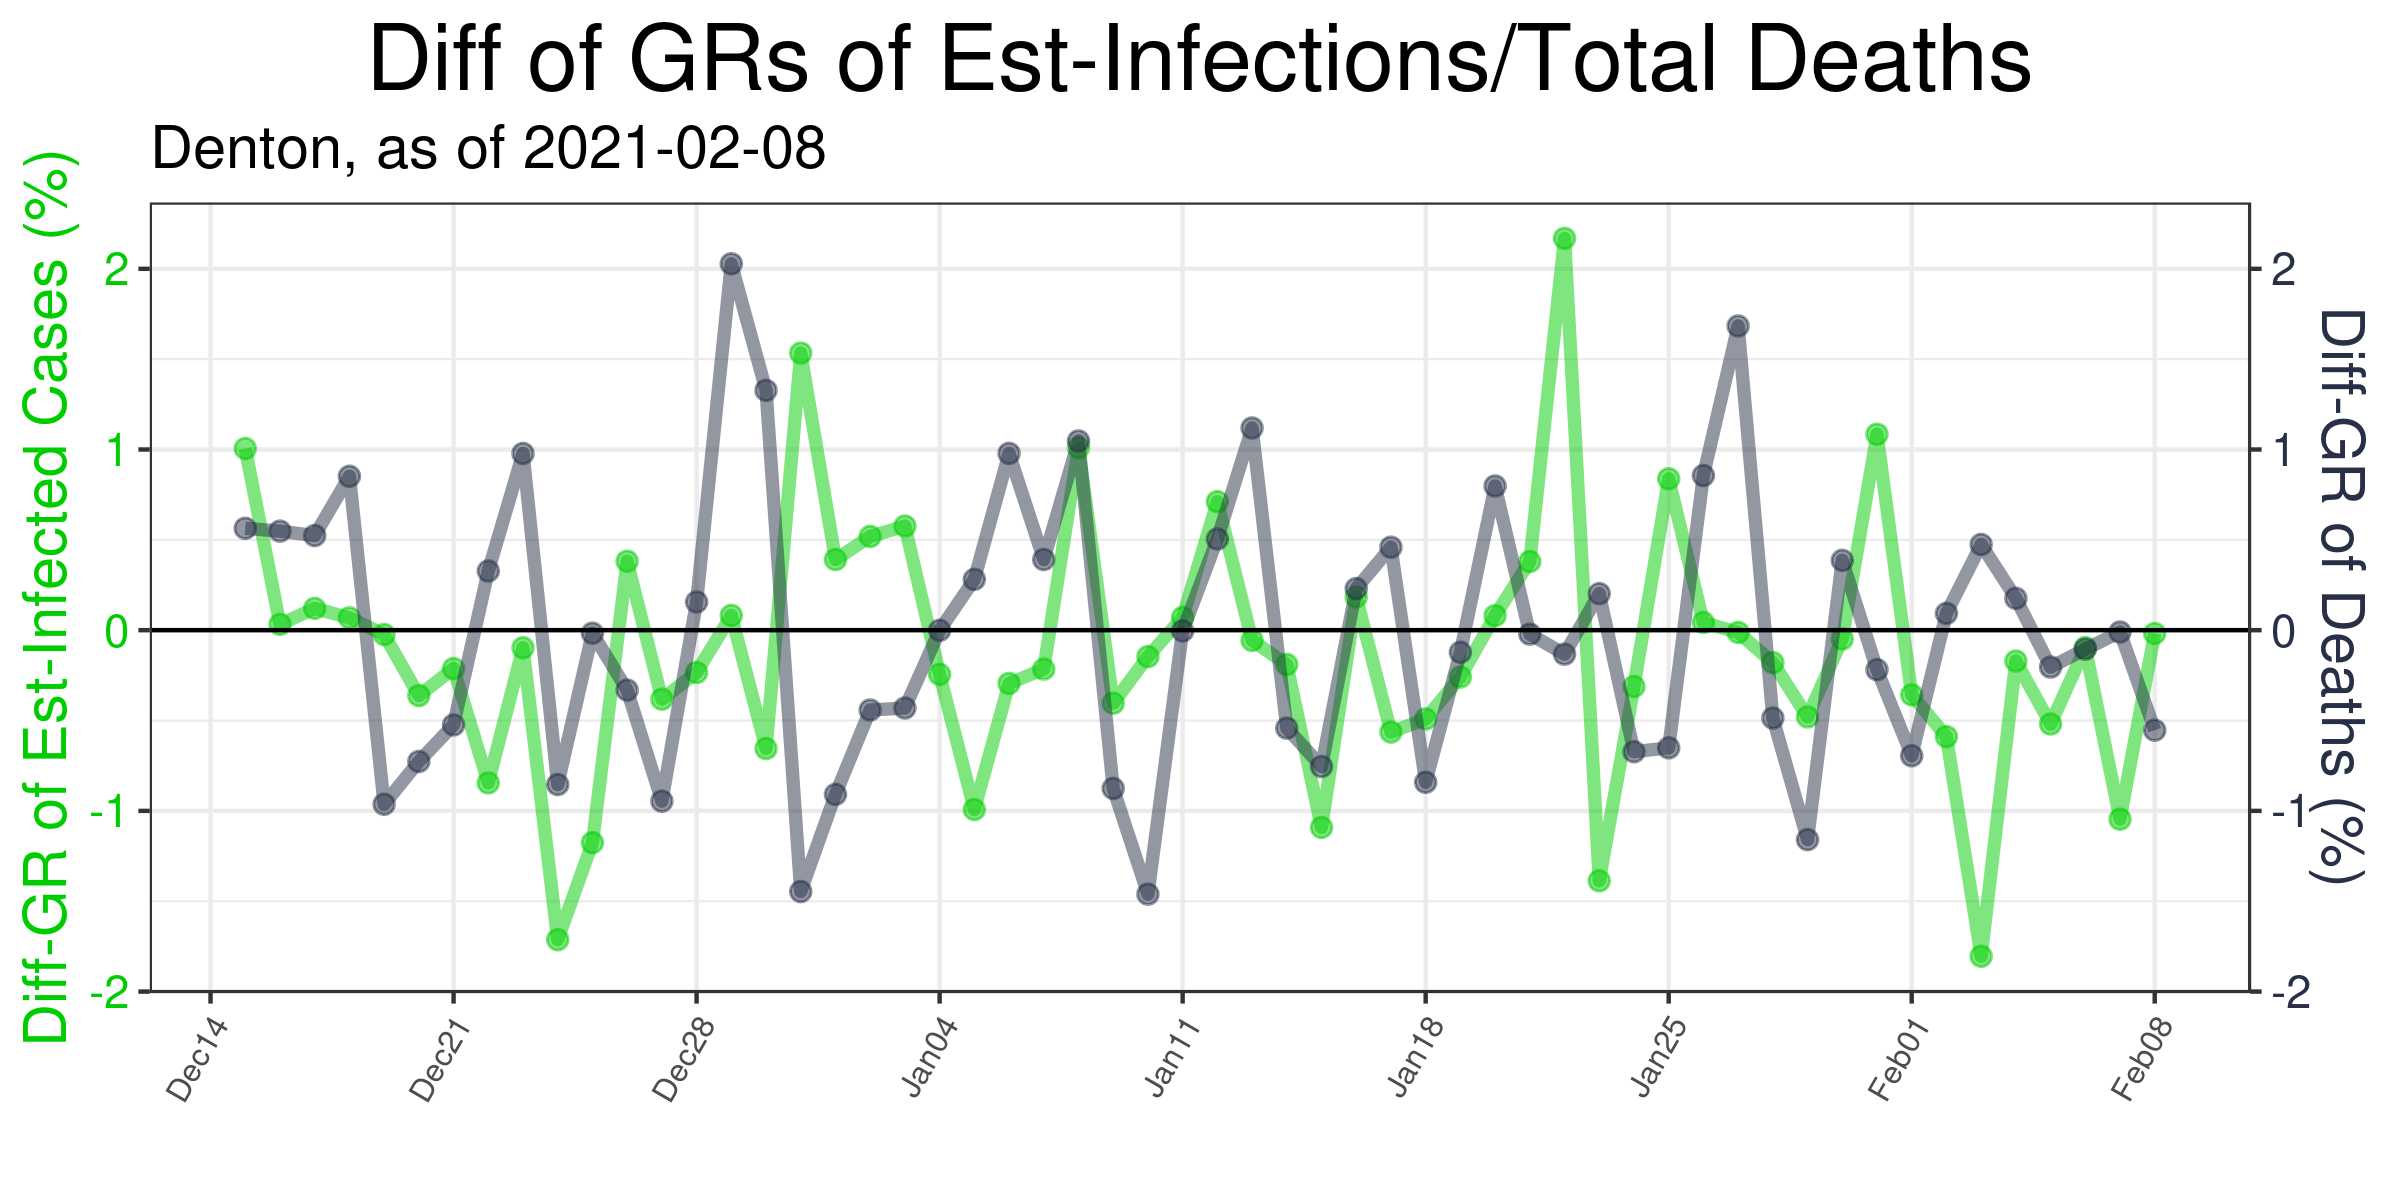 Diff of GRs of Est-Infections/Total Deaths
Denton, as of 2021-02-08
Diff-GR of Est-Infected Cases (%)
2
1
0
-1
-2
2
1
0
-1
-2
Diff-GR of Deaths (%)
Dec14
Dec21
Dec28
Jan04
Jan11
Jan18
Jan25
Feb01
Feb08